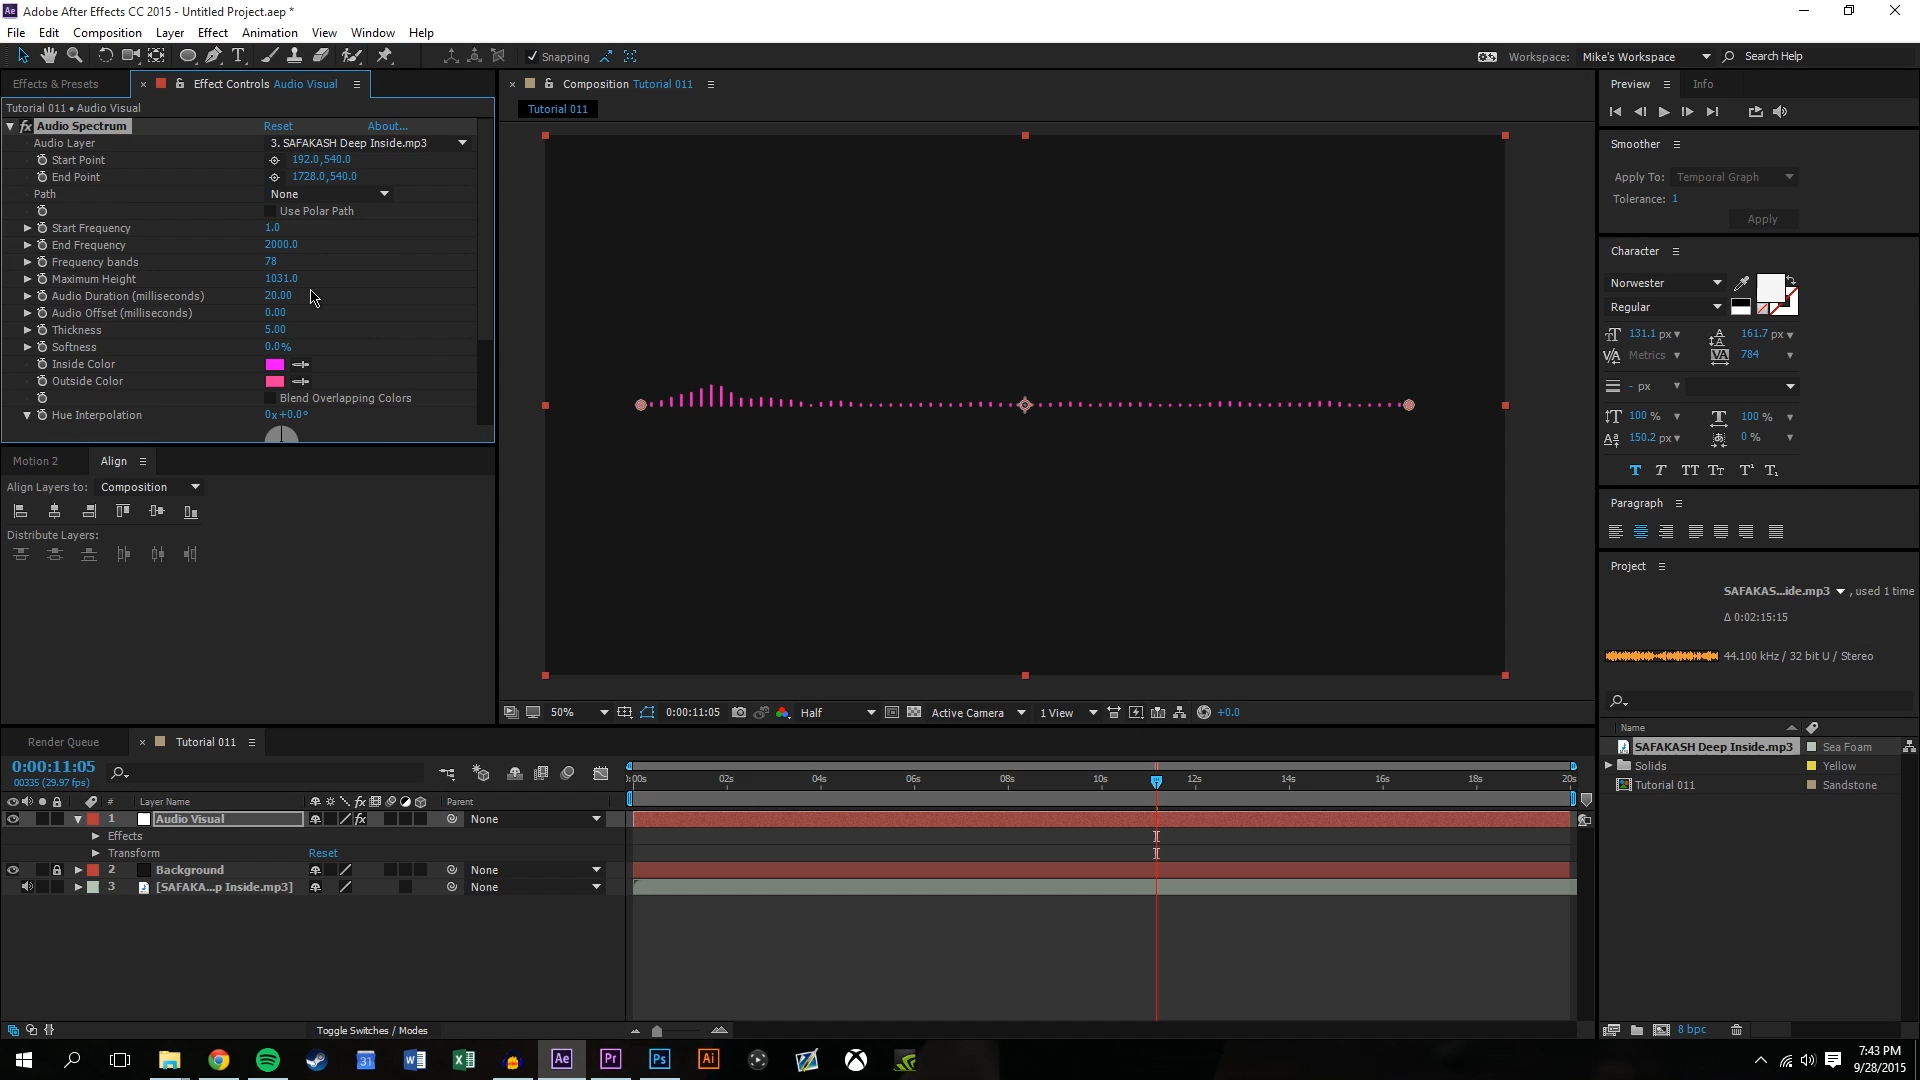 Adobe After Effects CC 2015 - Untitled Project.aep *
File Edit Composition Layer Effect Animation View Window Help
Snapping Workspace: Mike's Workspace Search Help
Effects & Presets × Effect Controls Audio Visual
Tutorial 011 • Audio Visual
fx Audio Spectrum Reset About...
Audio Layer 3. SAFAKASH Deep Inside.mp3
Start Point 192.0,540.0
End Point 1728.0,540.0
Path None
Use Polar Path
Start Frequency 1.0
End Frequency 2000.0
Frequency bands 78
Maximum Height 1031.0
Audio Duration (milliseconds) 20.00
Audio Offset (milliseconds) 0.00
Thickness 5.00
Softness 0.0%
Inside Color
Outside Color
Blend Overlapping Colors
Hue Interpolation 0x+0.0°
Motion 2 Align
Align Layers to: Composition
Distribute Layers:
× Composition Tutorial 011
Tutorial 011
50% 0:00:11:05 Half Active Camera 1 View +0.0
Preview Info
Smoother
Apply To: Temporal Graph
Tolerance: 1
Apply
Character
Norwester
Regular
131.1 px 161.7 px
Metrics 784
- px
100 % 100 %
150.2 px 0 %
Paragraph
Project
SAFAKAS...ide.mp3 , used 1 time
Δ 0:02:15:15
44.100 kHz / 32 bit U / Stereo
Name
SAFAKASH Deep Inside.mp3 Sea Foam
Solids Yellow
Tutorial 011 Sandstone
8 bpc
Render Queue × Tutorial 011
0:00:11:05
00335 (29.97 fps)
# Layer Name Parent
1 Audio Visual fx None
Effects
Transform Reset
2 Background None
3 [SAFAKA...p Inside.mp3] None
:00s 02s 04s 06s 08s 10s 12s 14s 16s 18s 20s
Toggle Switches / Modes
31 Ae Pr Ps Ai
7:43 PM
9/28/2015